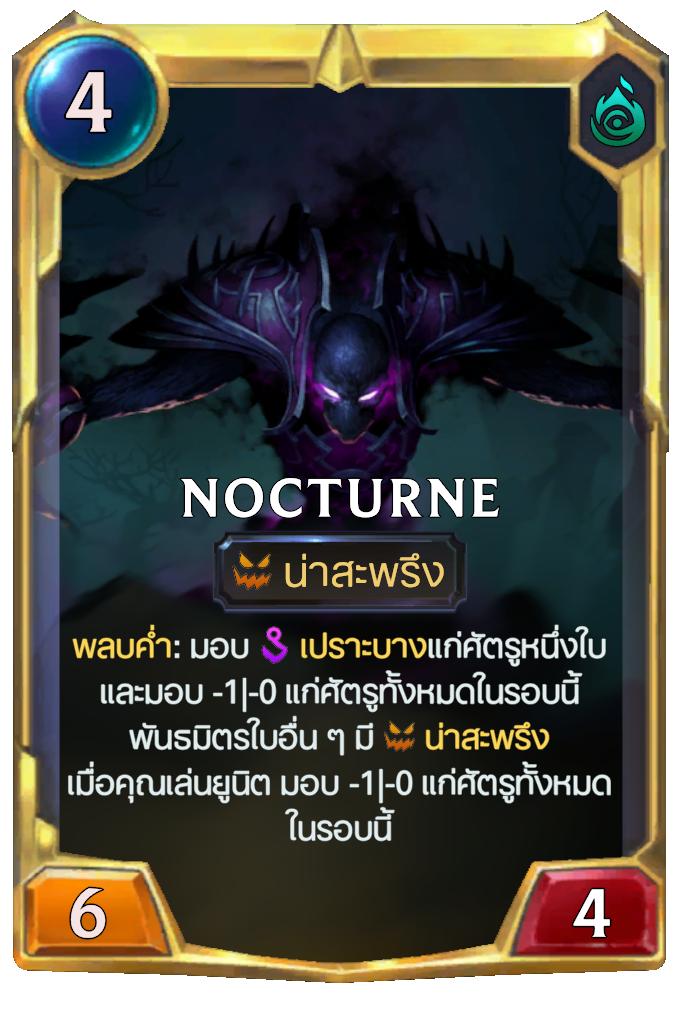 4
NOCTURNE
น่าสะพรึง
พลบค่ำ: มอบ เปราะบางแก่ศัตรูหนึ่งใบ
และมอบ -1|-0 แก่ศัตรูทั้งหมดในรอบนี้
พันธมิตรใบอื่น ๆ มี น่าสะพรึง
เมื่อคุณเล่นยูนิต มอบ -1|-0 แก่ศัตรูทั้งหมด
ในรอบนี้
6
4